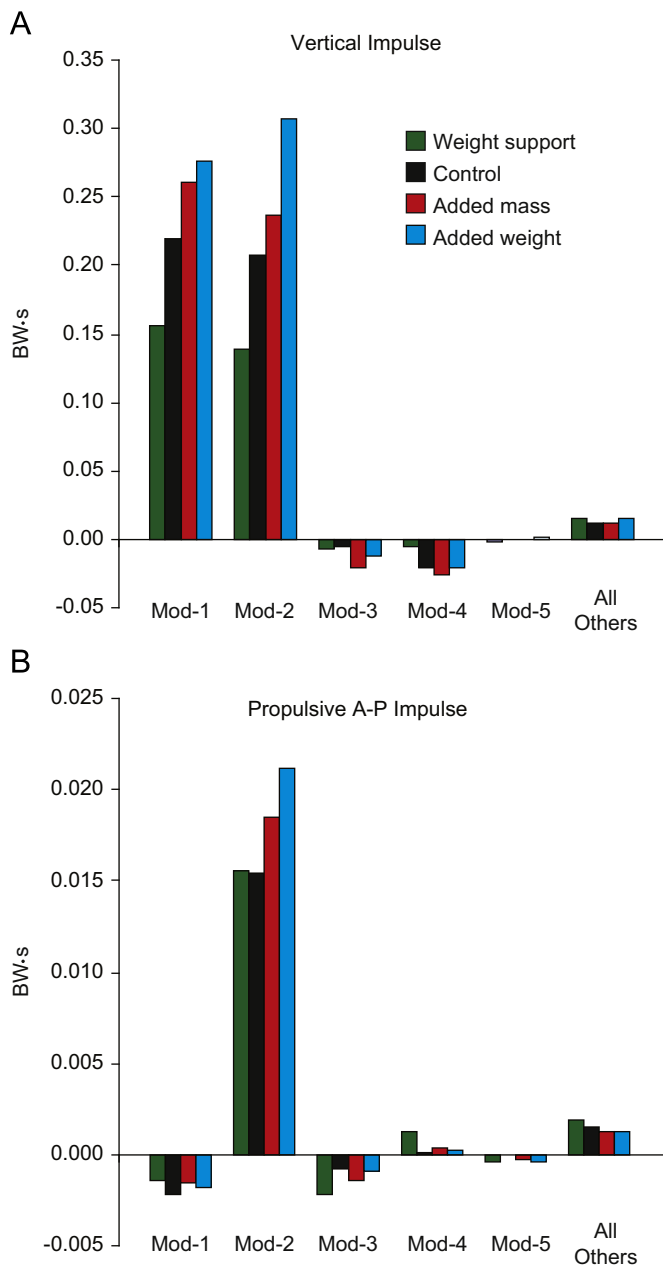 A
Vertical Impulse
0.35
0.30
0.25
0.20
0.15
0.10
0.05
0.00
-0.05
BW·s
Weight support
Control
Added mass
Added weight
Mod-1 Mod-2 Mod-3 Mod-4 Mod-5 All
Others
B
Propulsive A-P Impulse
0.025
0.020
0.015
0.010
0.005
0.000
-0.005
BW·s
Mod-1 Mod-2 Mod-3 Mod-4 Mod-5 All
Others